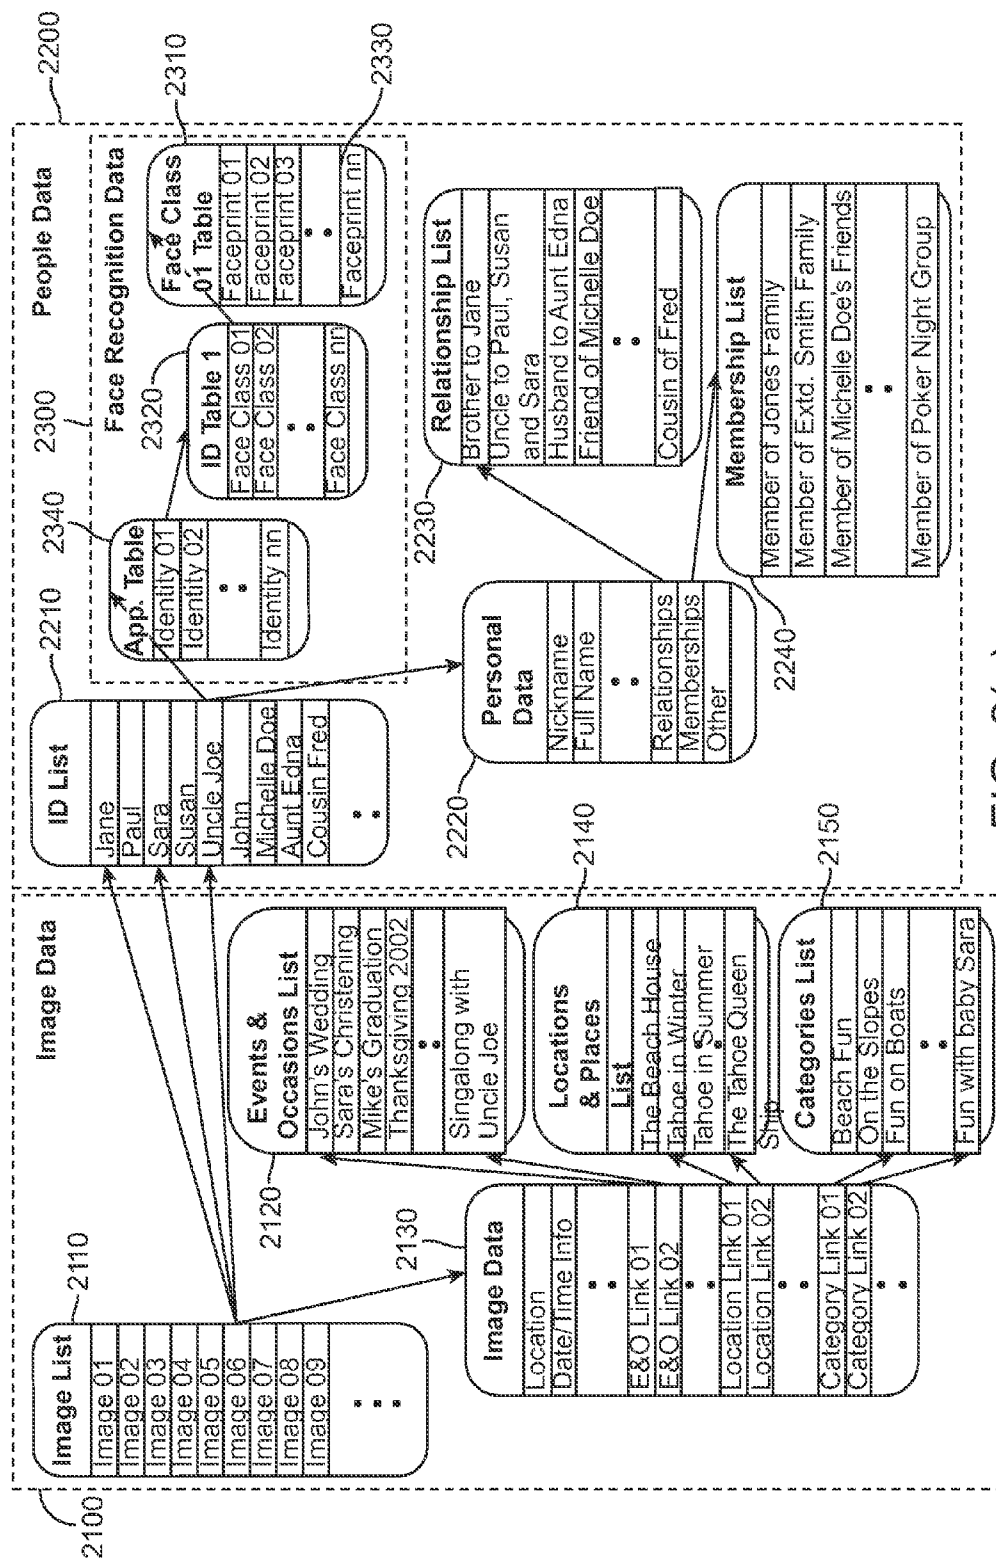 2100
Image Data
2110
Image List
Image 01
Image 02
Image 03
Image 04
Image 05
Image 06
Image 07
Image 08
Image 09
2120
Events &
Occasions List
John's Wedding
Sara's Christening
Mike's Graduation
Thanksgiving 2002
Singalong with
Uncle Joe
2130
Image Data
Location
Date/Time Info
E&O Link 01
E&O Link 02
Location Link 01
Location Link 02
Category Link 01
Category Link 02
2140
Locations
& Places
List
The Beach House
Tahoe in Winter
Tahoe in Summer
The Tahoe Queen
Ship
2150
Categories List
Beach Fun
On the Slopes
Fun on Boats
Fun with baby Sara
2200
People Data
2210
ID List
Jane
Paul
Sara
Susan
Uncle Joe
John
Michelle Doe
Aunt Edna
Cousin Fred
2300
Face Recognition Data
2340
App. Table
Identity 01
Identity 02
Identity nn
2320
ID Table 1
Face Class 01
Face Class 02
Face Class nn
2310
Face Class
01 Table
Faceprint 01
Faceprint 02
Faceprint 03
Faceprint nn
2330
2220
Personal
Data
Nickname
Full Name
Relationships
Memberships
Other
2230
Relationship List
Brother to Jane
Uncle to Paul, Susan
and Sara
Husband to Aunt Edna
Friend of Michelle Doe
Cousin of Fred
2240
Membership List
Member of Jones Family
Member of Extd. Smith Family
Member of Michelle Doe's Friends
Member of Poker Night Group